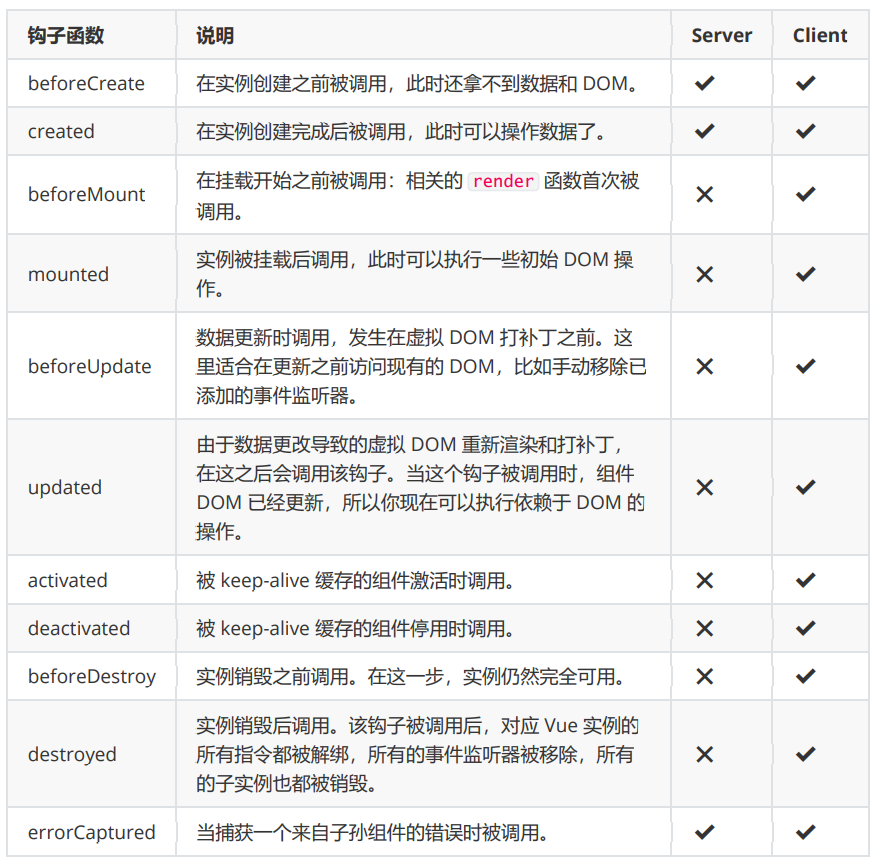 钩子函数 说明 Server Client
beforeCreate 在实例创建之前被调用，此时还拿不到数据和 DOM。 ✔ ✔
created 在实例创建完成后被调用，此时可以操作数据了。 ✔ ✔
beforeMount 在挂载开始之前被调用：相关的 render 函数首次被 ✕ ✔
调用。
mounted 实例被挂载后调用，此时可以执行一些初始 DOM 操 ✕ ✔
作。
beforeUpdate 数据更新时调用，发生在虚拟 DOM 打补丁之前。这 ✕ ✔
里适合在更新之前访问现有的 DOM，比如手动移除已
添加的事件监听器。
updated 由于数据更改导致的虚拟 DOM 重新渲染和打补丁， ✕ ✔
在这之后会调用该钩子。当这个钩子被调用时，组件
DOM 已经更新，所以你现在可以执行依赖于 DOM 的
操作。
activated 被 keep-alive 缓存的组件激活时调用。 ✕ ✔
deactivated 被 keep-alive 缓存的组件停用时调用。 ✕ ✔
beforeDestroy 实例销毁之前调用。在这一步，实例仍然完全可用。 ✕ ✔
destroyed 实例销毁后调用。该钩子被调用后，对应 Vue 实例的 ✕ ✔
所有指令都被解绑，所有的事件监听器被移除，所有
的子实例也都被销毁。
errorCaptured 当捕获一个来自子孙组件的错误时被调用。 ✔ ✔